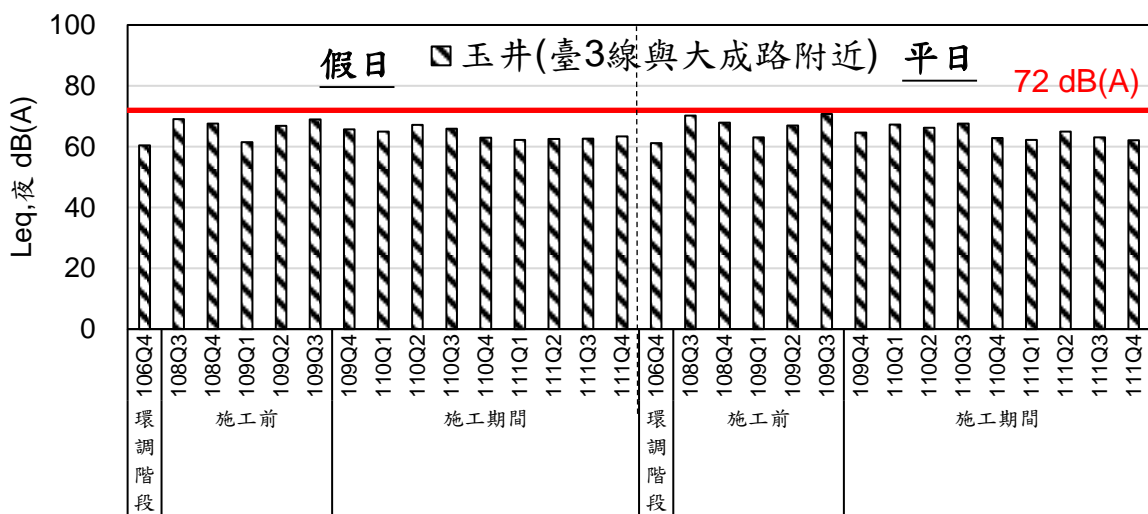 100
80
60
40
20
0
Leq,夜 dB(A)
假日
玉井(臺3線與大成路附近)
平日
72 dB(A)
106Q4
108Q3
108Q4
109Q1
109Q2
109Q3
109Q4
110Q1
110Q2
110Q3
110Q4
111Q1
111Q2
111Q3
111Q4
106Q4
108Q3
108Q4
109Q1
109Q2
109Q3
109Q4
110Q1
110Q2
110Q3
110Q4
111Q1
111Q2
111Q3
111Q4
環調階段
施工前
施工期間
環調階段
施工前
施工期間